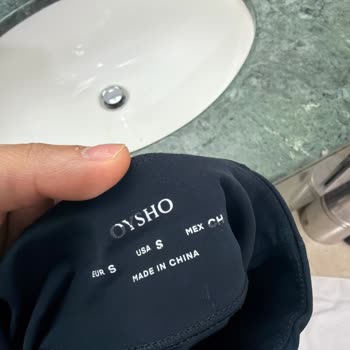 OYSHO
EUR S USA S MEX CH
MADE IN CHINA